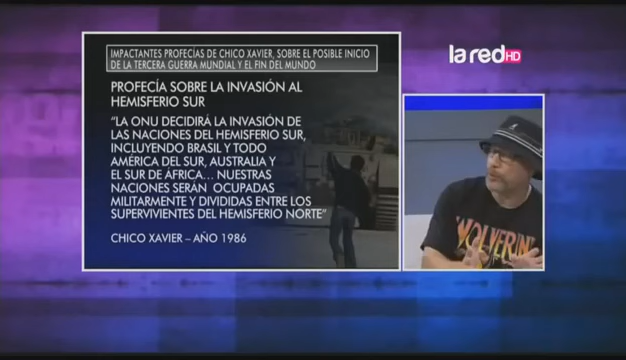 IMPACTANTES PROFECÍAS DE CHICO XAVIER, SOBRE EL POSIBLE INICIO
DE LA TERCERA GUERRA MUNDIAL Y EL FIN DEL MUNDO
la red HD
PROFECÍA SOBRE LA INVASIÓN AL
HEMISFERIO SUR
“LA ONU DECIDIRÁ LA INVASIÓN DE
LAS NACIONES DEL HEMISFERIO SUR,
INCLUYENDO BRASIL Y TODO
AMÉRICA DEL SUR, AUSTRALIA Y
EL SUR DE ÁFRICA... NUESTRAS
NACIONES SERÁN OCUPADAS
MILITARMENTE Y DIVIDIDAS ENTRE LOS
SUPERVIVIENTES DEL HEMISFERIO NORTE”
CHICO XAVIER – AÑO 1986
WOLVERINE